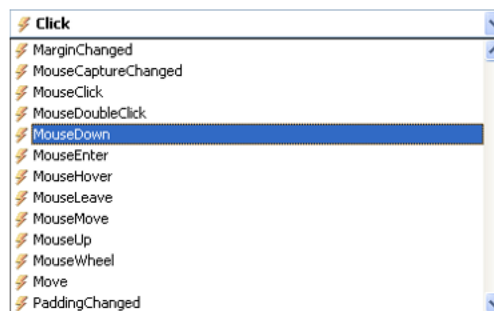 Click
MarginChanged
MouseCaptureChanged
MouseClick
MouseDoubleClick
MouseDown
MouseEnter
MouseHover
MouseLeave
MouseMove
MouseUp
MouseWheel
Move
PaddingChanged